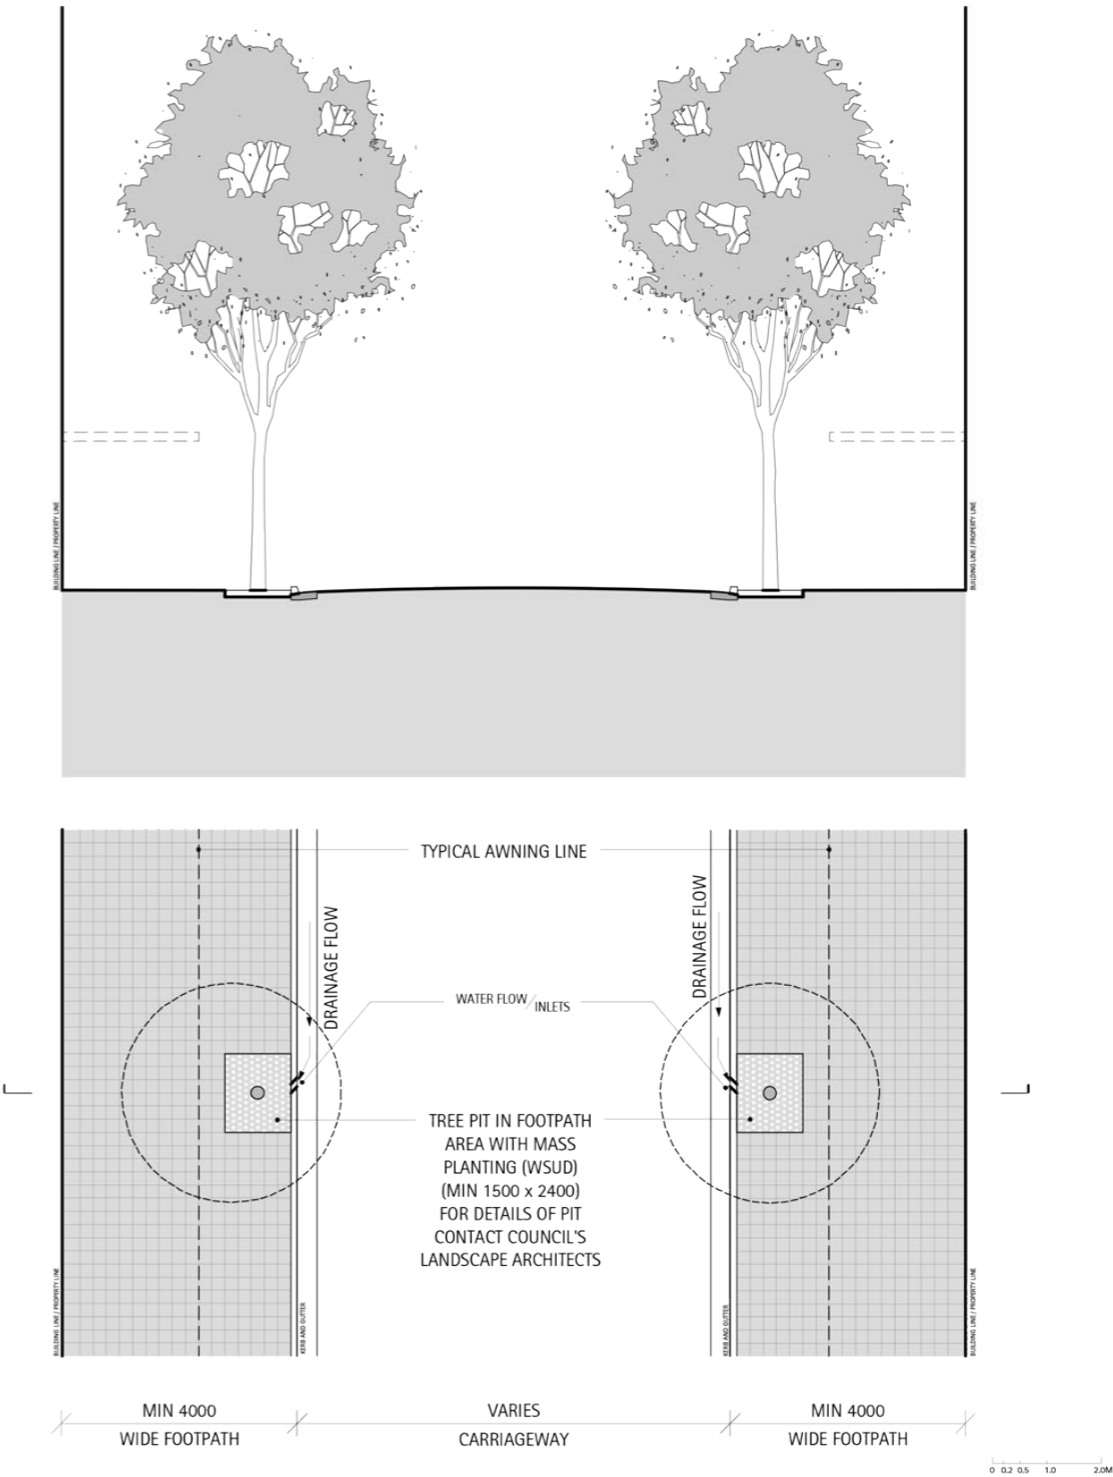 BUILDING LINE / PROPERTY LINE
BUILDING LINE / PROPERTY LINE
TYPICAL AWNING LINE
DRAINAGE FLOW
DRAINAGE FLOW
WATER FLOW / INLETS
TREE PIT IN FOOTPATH
AREA WITH MASS
PLANTING (WSUD)
(MIN 1500 x 2400)
FOR DETAILS OF PIT
CONTACT COUNCIL'S
LANDSCAPE ARCHITECTS
BUILDING LINE / PROPERTY LINE
KERB AND GUTTER
KERB AND GUTTER
BUILDING LINE / PROPERTY LINE
MIN 4000
VARIES
MIN 4000
WIDE FOOTPATH
CARRIAGEWAY
WIDE FOOTPATH
0 0.2 0.5 1.0 2.0M